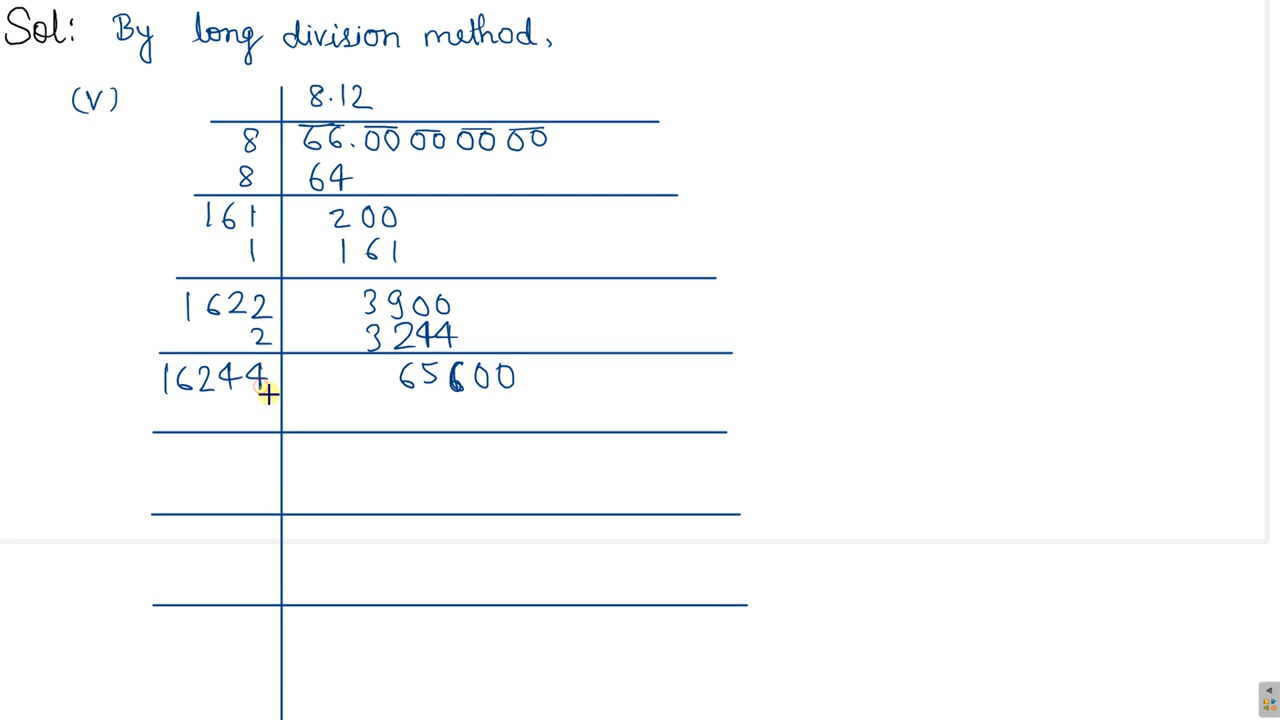 Sol: By long division method,
(V) 8.12
8 66.00 00 00 00
8 64
161 200
1 161
1622 3900
2 3244
16244 65600